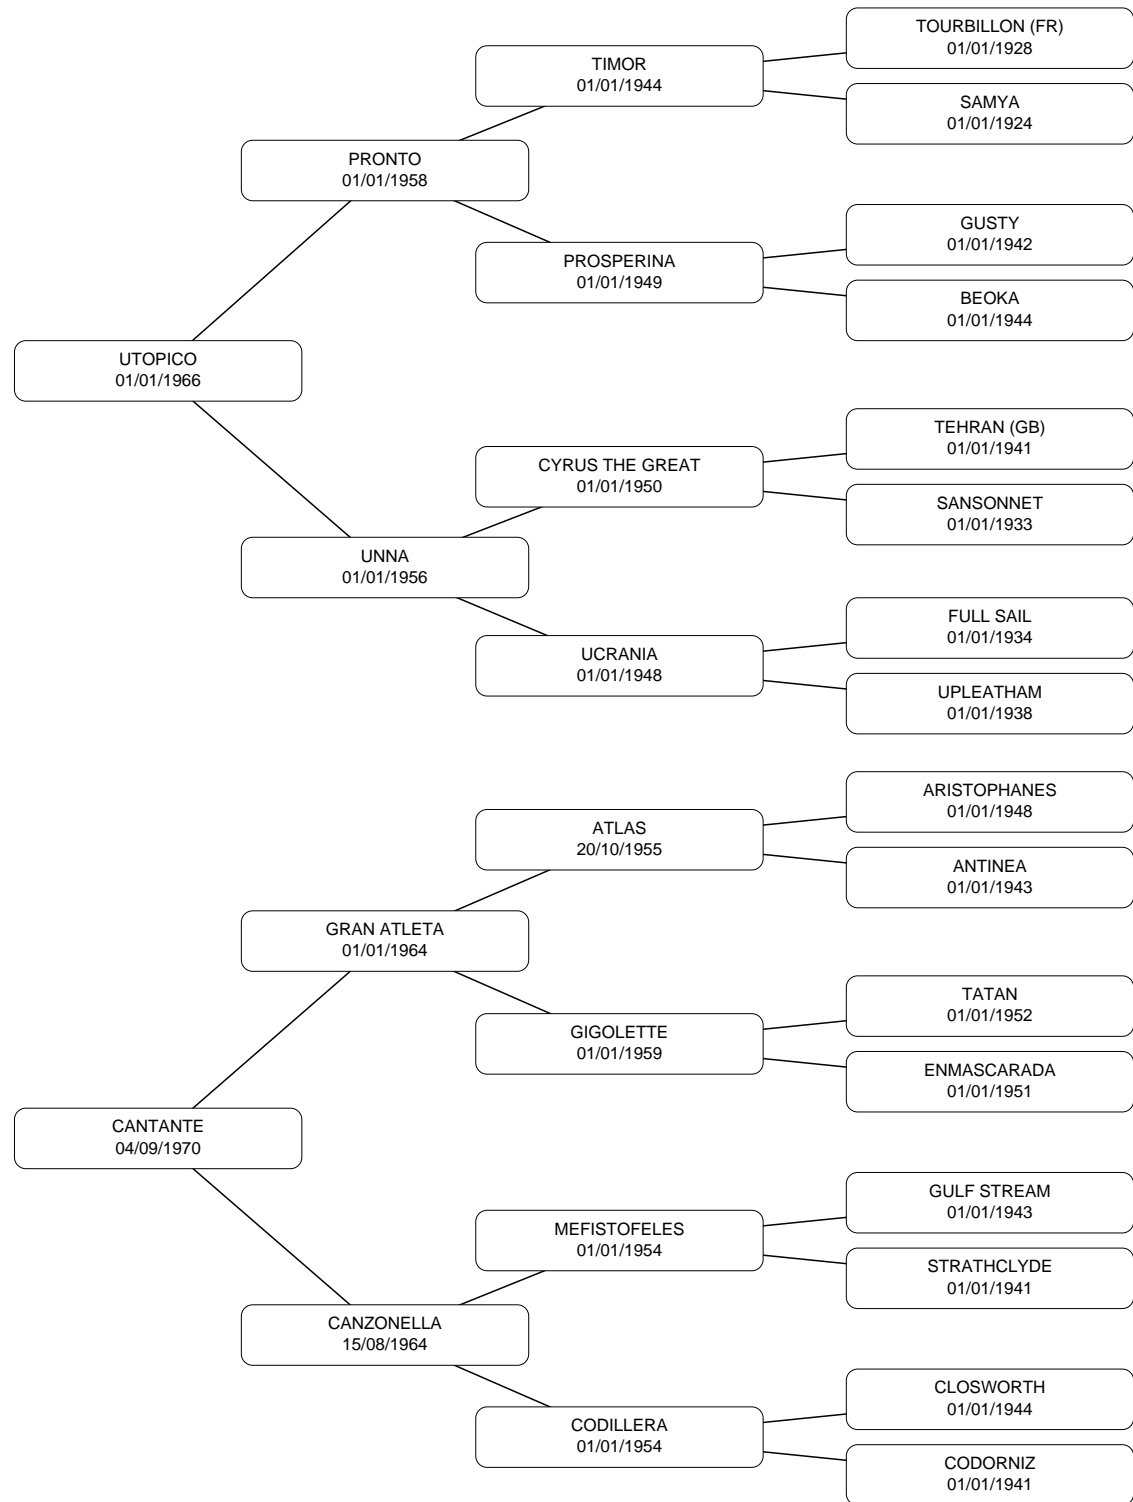 TOURBILLON (FR)
01/01/1928
TIMOR
01/01/1944
SAMYA
01/01/1924
PRONTO
01/01/1958
GUSTY
01/01/1942
PROSPERINA
01/01/1949
BEOKA
01/01/1944
UTOPICO
01/01/1966
TEHRAN (GB)
01/01/1941
CYRUS THE GREAT
01/01/1950
SANSONNET
01/01/1933
UNNA
01/01/1956
FULL SAIL
01/01/1934
UCRANIA
01/01/1948
UPLEATHAM
01/01/1938
ARISTOPHANES
01/01/1948
ATLAS
20/10/1955
ANTINEA
01/01/1943
GRAN ATLETA
01/01/1964
TATAN
01/01/1952
GIGOLETTE
01/01/1959
ENMASCARADA
01/01/1951
CANTANTE
04/09/1970
GULF STREAM
01/01/1943
MEFISTOFELES
01/01/1954
STRATHCLYDE
01/01/1941
CANZONELLA
15/08/1964
CLOSWORTH
01/01/1944
CODILLERA
01/01/1954
CODORNIZ
01/01/1941